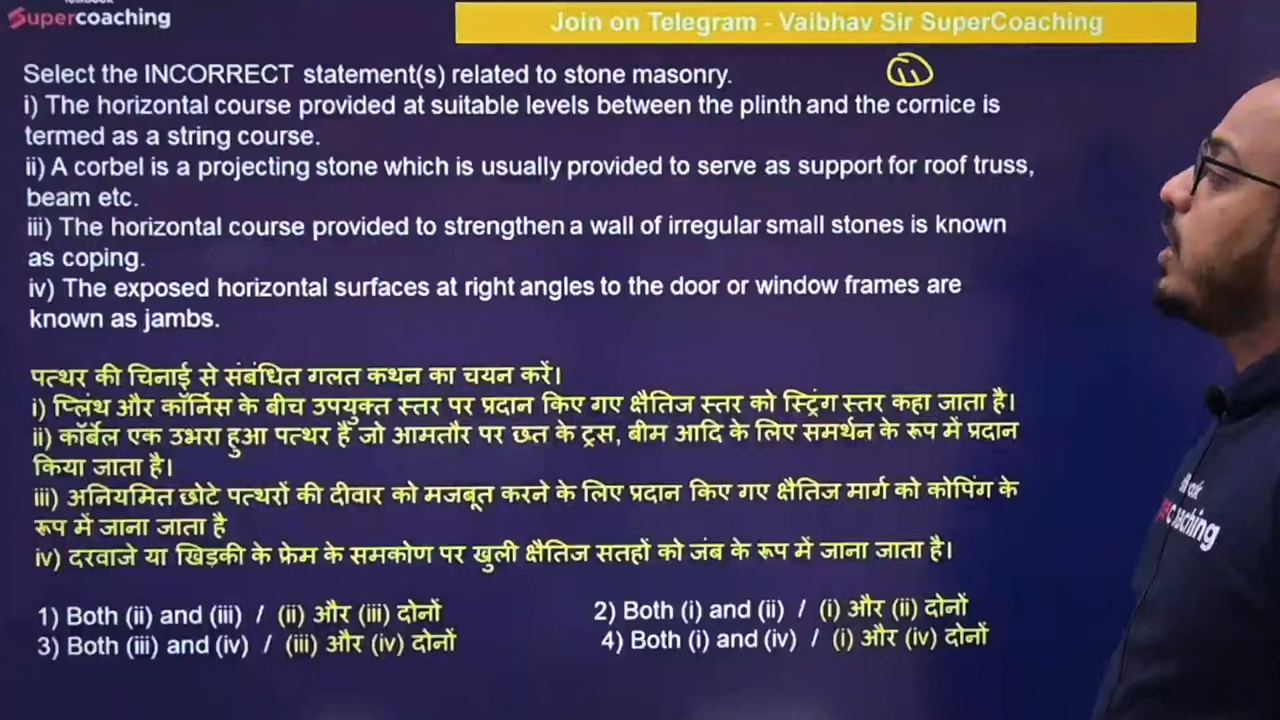 Supercoaching
Join on Telegram - Vaibhav Sir SuperCoaching
Select the INCORRECT statement(s) related to stone masonry.
i) The horizontal course provided at suitable levels between the plinth and the cornice is
termed as a string course.
ii) A corbel is a projecting stone which is usually provided to serve as support for roof truss,
beam etc.
iii) The horizontal course provided to strengthen a wall of irregular small stones is known
as coping.
iv) The exposed horizontal surfaces at right angles to the door or window frames are
known as jambs.
पत्थर की चिनाई से संबंधित गलत कथन का चयन करें।
i) प्लिंथ और कॉर्निस के बीच उपयुक्त स्तर पर प्रदान किए गए क्षैतिज स्तर को स्ट्रिंग स्तर कहा जाता है।
ii) कॉर्बेल एक उभरा हुआ पत्थर है जो आमतौर पर छत के ट्रस, बीम आदि के लिए समर्थन के रूप में प्रदान
किया जाता है।
iii) अनियमित छोटे पत्थरों की दीवार को मजबूत करने के लिए प्रदान किए गए क्षैतिज मार्ग को कोपिंग के
रूप में जाना जाता है
iv) दरवाजे या खिड़की के फ्रेम के समकोण पर खुली क्षैतिज सतहों को जंब के रूप में जाना जाता है।
1) Both (ii) and (iii) / (ii) और (iii) दोनों
2) Both (i) and (ii) / (i) और (ii) दोनों
3) Both (iii) and (iv) / (iii) और (iv) दोनों
4) Both (i) and (iv) / (i) और (iv) दोनों